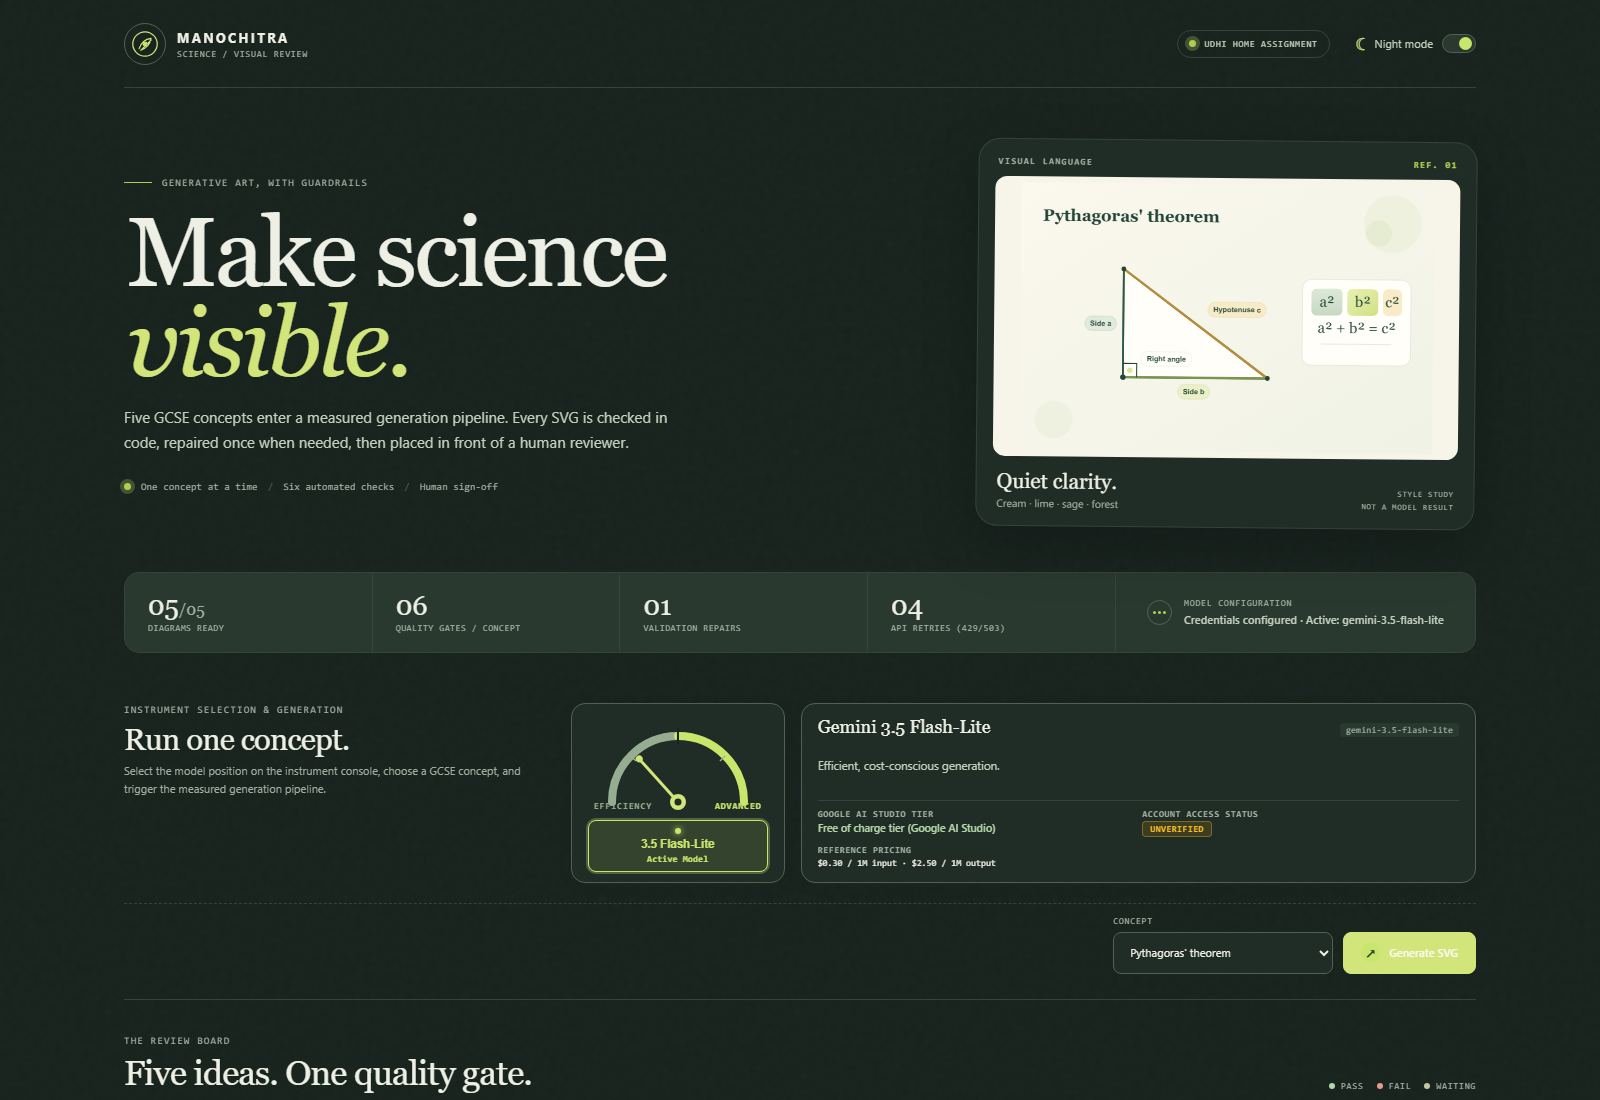 MANOCHITRA
SCIENCE / VISUAL REVIEW
UDHI HOME ASSIGNMENT
Night mode
GENERATIVE ART, WITH GUARDRAILS
Make science
visible.
Five GCSE concepts enter a measured generation pipeline. Every SVG is checked in
code, repaired once when needed, then placed in front of a human reviewer.
One concept at a time / Six automated checks / Human sign-off
VISUAL LANGUAGE
REF. 01
Pythagoras' theorem
Side a
Hypotenuse c
Right angle
Side b
a² b² c²
a² + b² = c²
Quiet clarity.
Cream · lime · sage · forest
STYLE STUDY
NOT A MODEL RESULT
05/05
DIAGRAMS READY
06
QUALITY GATES / CONCEPT
01
VALIDATION REPAIRS
04
API RETRIES (429/503)
MODEL CONFIGURATION
Credentials configured · Active: gemini-3.5-flash-lite
INSTRUMENT SELECTION & GENERATION
Run one concept.
Select the model position on the instrument console, choose a GCSE concept, and
trigger the measured generation pipeline.
EFFICIENCY
ADVANCED
3.5 Flash-Lite
Active Model
Gemini 3.5 Flash-Lite
gemini-3.5-flash-lite
Efficient, cost-conscious generation.
GOOGLE AI STUDIO TIER
Free of charge tier (Google AI Studio)
ACCOUNT ACCESS STATUS
UNVERIFIED
REFERENCE PRICING
$0.30 / 1M input · $2.50 / 1M output
CONCEPT
Pythagoras' theorem
Generate SVG
THE REVIEW BOARD
Five ideas. One quality gate.
PASS
FAIL
WAITING